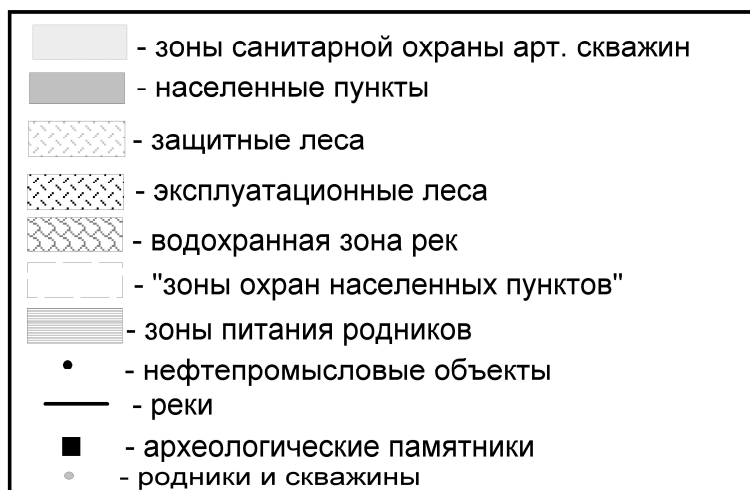 - зоны санитарной охраны арт. скважин
- населенные пункты
- защитные леса
- эксплуатационные леса
- водохранная зона рек
- "зоны охран населенных пунктов"
- зоны питания родников
- нефтепромысловые объекты
- реки
- археологические памятники
- родники и скважины